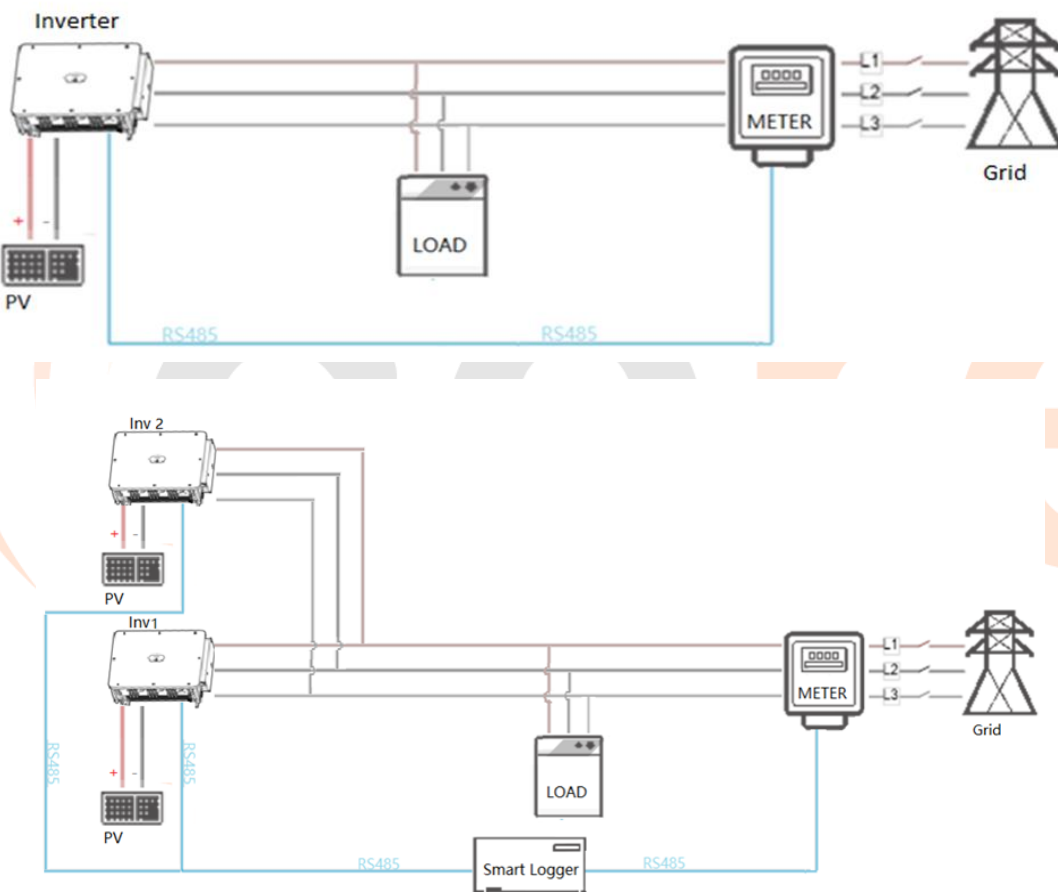 Inverter
L1
L2
METER
L3
Grid
LOAD
+ -
PV
RS485 RS485
Inv 2
+ -
PV
Inv1
L1
L2
METER L3
Grid
RS485 RS485
+ -
LOAD
PV
RS485 RS485
Smart Logger